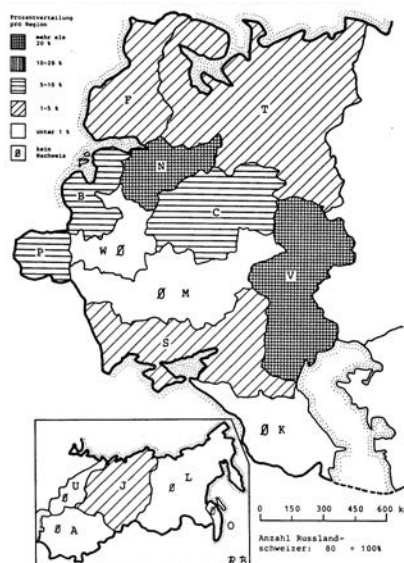 Prozentverteilung
pro Region
mehr als
20 %
10-20 %
5-10 %
1-5 %
unter 1 %
Ø kein
Nachweis
F
T
N
B
C
P
W Ø
V
Ø M
S
Ø K
Ø U
J
Ø L
Ø A
Ø
O
R B
0 150 300 450 600 k
Anzahl Russland-
schweizer: 80 = 100%